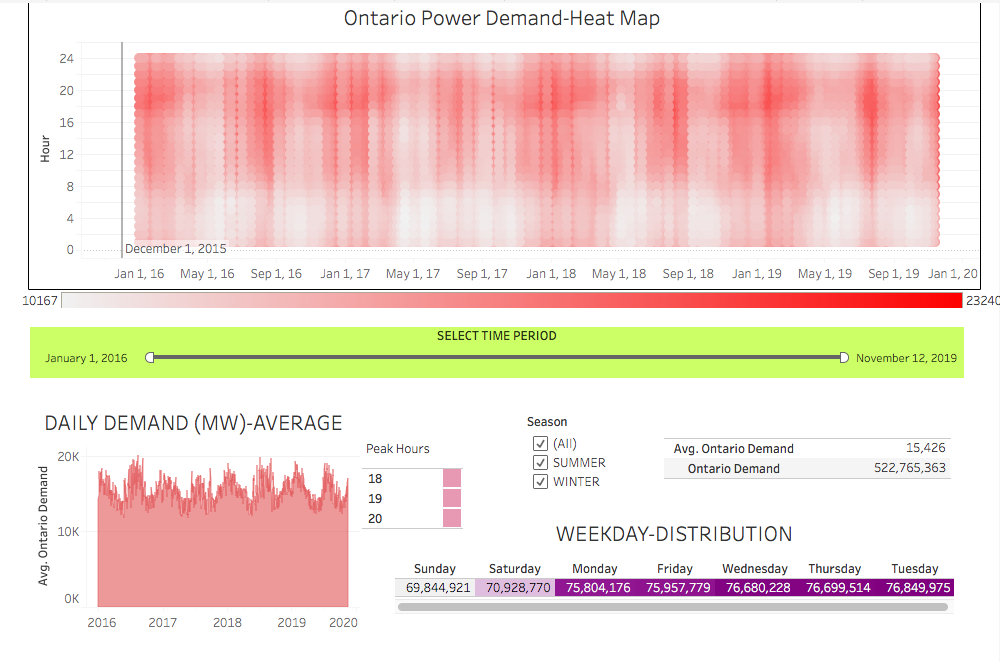 Ontario Power Demand-Heat Map
24
20
16
12
8
4
0
Hour
December 1, 2015
Jan 1, 16 May 1, 16 Sep 1, 16 Jan 1, 17 May 1, 17 Sep 1, 17 Jan 1, 18 May 1, 18 Sep 1, 18 Jan 1, 19 May 1, 19 Sep 1, 19 Jan 1, 20
10167 23240
SELECT TIME PERIOD
January 1, 2016 November 12, 2019
DAILY DEMAND (MW)-AVERAGE
20K
10K
0K
Avg. Ontario Demand
2016 2017 2018 2019 2020
Peak Hours
18
19
20
Season
(All)
SUMMER
WINTER
Avg. Ontario Demand 15,426
Ontario Demand 522,765,363
WEEKDAY-DISTRIBUTION
Sunday Saturday Monday Friday Wednesday Thursday Tuesday
69,844,921 70,928,770 75,804,176 75,957,779 76,680,228 76,699,514 76,849,975